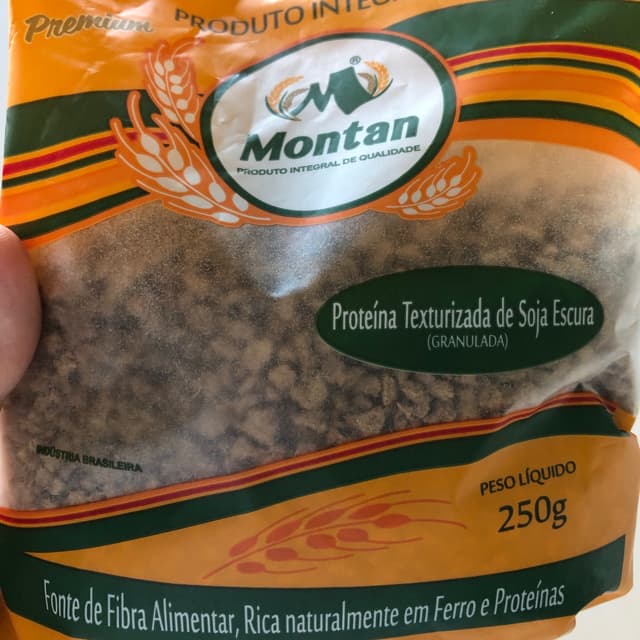 Premium
PRODUTO
Montan
PRODUTO INTEGRAL DE QUALIDADE
Proteína Texturizada de Soja Escura
(GRANULADA)
INDÚSTRIA BRASILEIRA
PESO LÍQUIDO
250g
Fonte de Fibra Alimentar, Rica naturalmente em Ferro e Proteínas